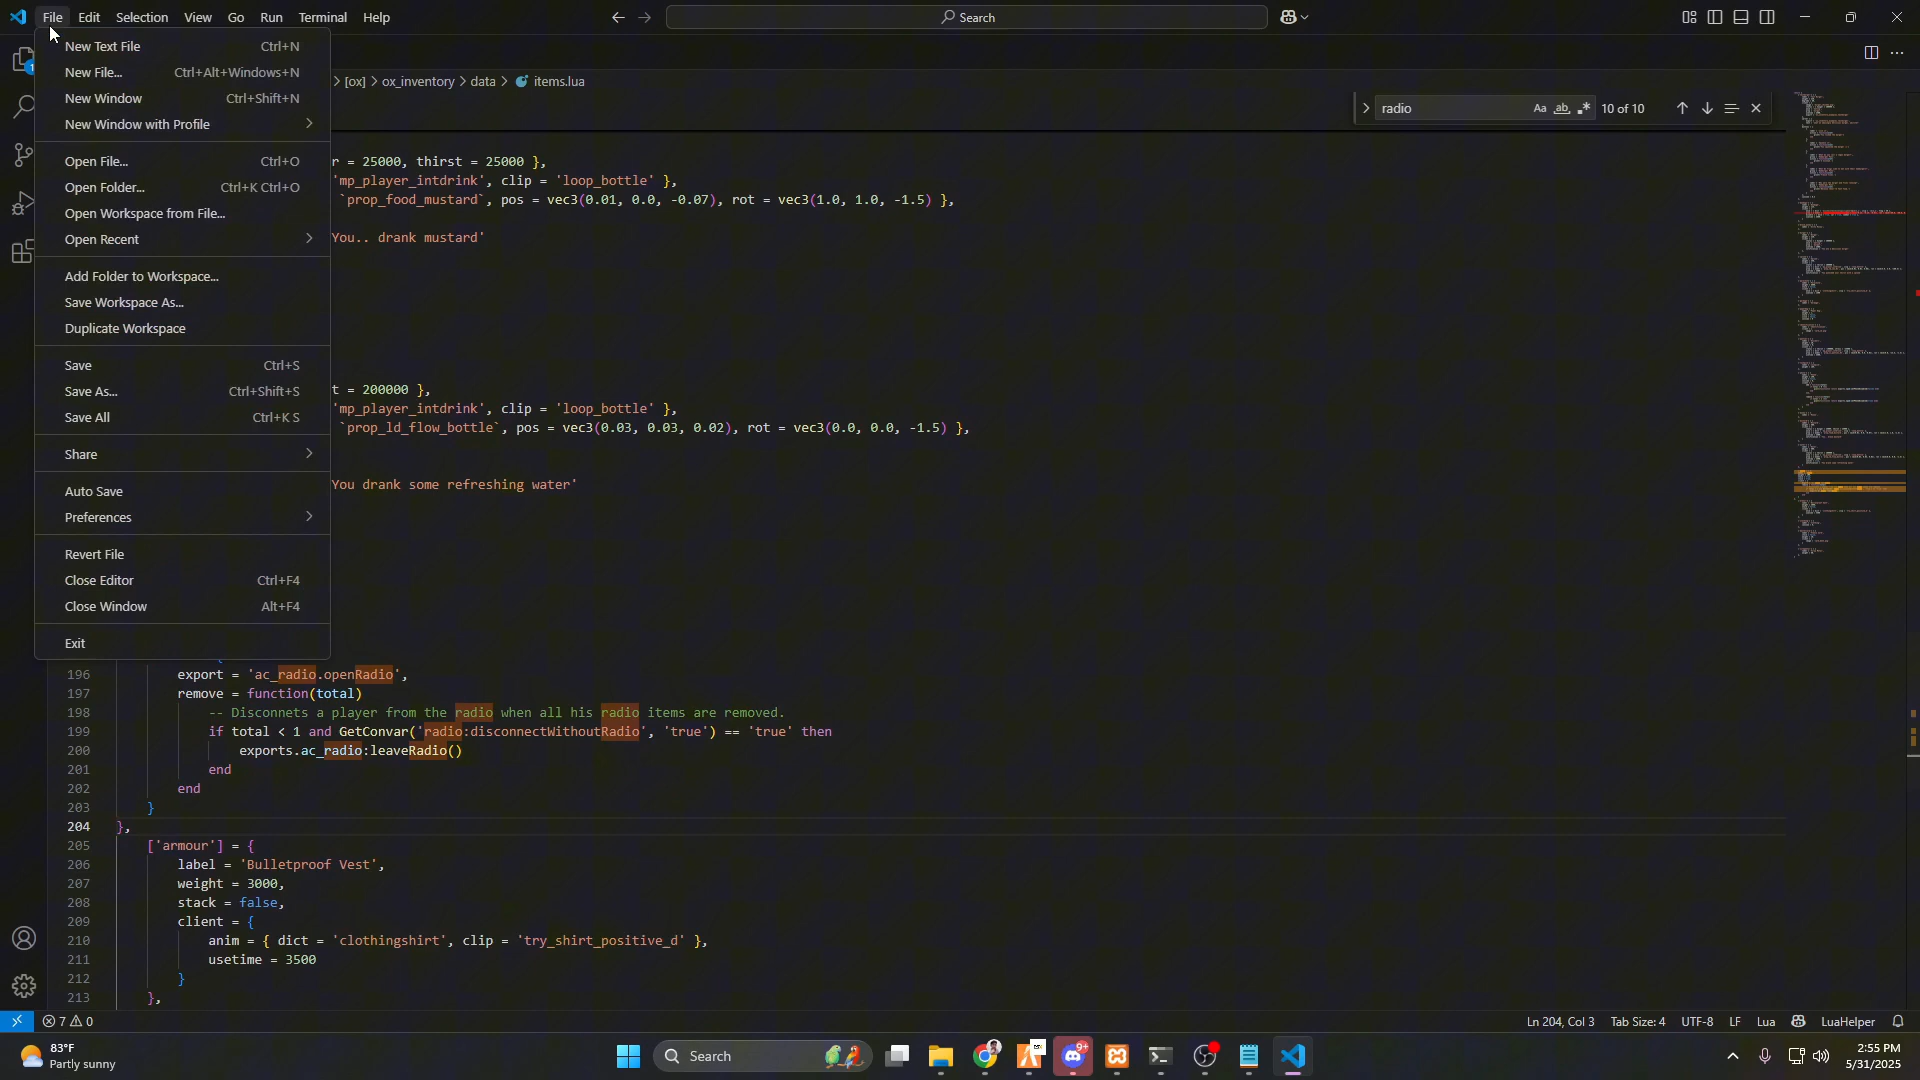 File Edit Selection View Go Run Terminal Help
Search
New Text File Ctrl+N
New File... Ctrl+Alt+Windows+N
New Window Ctrl+Shift+N
New Window with Profile
Open File... Ctrl+O
Open Folder... Ctrl+K Ctrl+O
Open Workspace from File...
Open Recent
Add Folder to Workspace...
Save Workspace As...
Duplicate Workspace
Save Ctrl+S
Save As... Ctrl+Shift+S
Save All Ctrl+K S
Share
Auto Save
Preferences
Revert File
Close Editor Ctrl+F4
Close Window Alt+F4
Exit
1
> [ox] > ox_inventory > data > items.lua
radio Aa ab 10 of 10
r = 25000, thirst = 25000 },
'mp_player_intdrink', clip = 'loop_bottle' },
`prop_food_mustard`, pos = vec3(0.01, 0.0, -0.07), rot = vec3(1.0, 1.0, -1.5) },
You.. drank mustard'
t = 200000 },
'mp_player_intdrink', clip = 'loop_bottle' },
`prop_ld_flow_bottle`, pos = vec3(0.03, 0.03, 0.02), rot = vec3(0.0, 0.0, -1.5) },
You drank some refreshing water'
196 export = 'ac_radio.openRadio',
197 remove = function(total)
198 -- Disconnets a player from the radio when all his radio items are removed.
199 if total < 1 and GetConvar('radio:disconnectWithoutRadio', 'true') == 'true' then
200 exports.ac_radio:leaveRadio()
201 end
202 end
203 }
204 },
205 ['armour'] = {
206 label = 'Bulletproof Vest',
207 weight = 3000,
208 stack = false,
209 client = {
210 anim = { dict = 'clothingshirt', clip = 'try_shirt_positive_d' },
211 usetime = 3500
212 }
213 },
7 0
Ln 204, Col 3 Tab Size: 4 UTF-8 LF Lua LuaHelper
83°F
Partly sunny
Search
9+
2:55 PM
5/31/2025